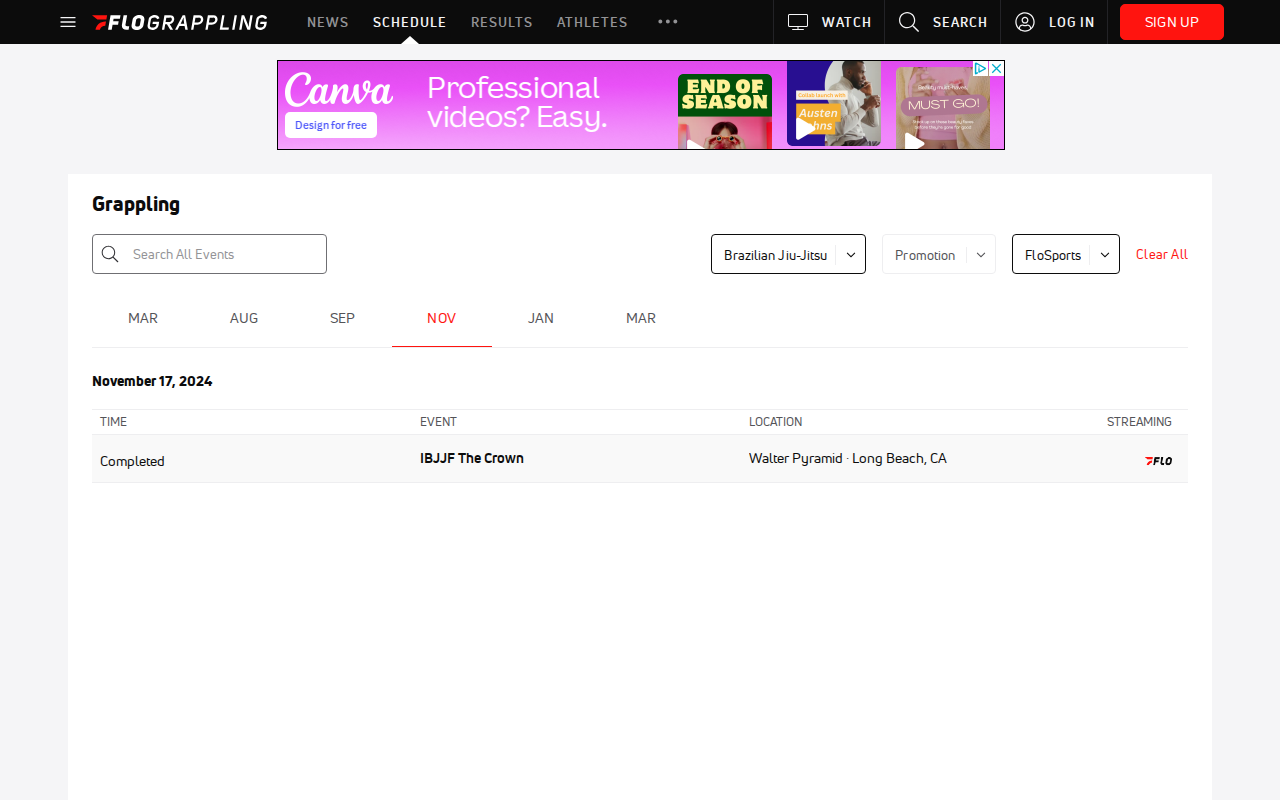 FLOGRAPPLING NEWS SCHEDULE RESULTS ATHLETES ••• WATCH SEARCH LOG IN SIGN UP
Canva
Design for free
Professional
videos? Easy.
END OF
SEASON
Collab launch with
Austen
MUST GO!
Grappling
Search All Events Brazilian Jiu-Jitsu Promotion FloSports Clear All
MAR AUG SEP NOV JAN MAR
November 17, 2024
TIME EVENT LOCATION STREAMING
Completed IBJJF The Crown Walter Pyramid · Long Beach, CA FLO